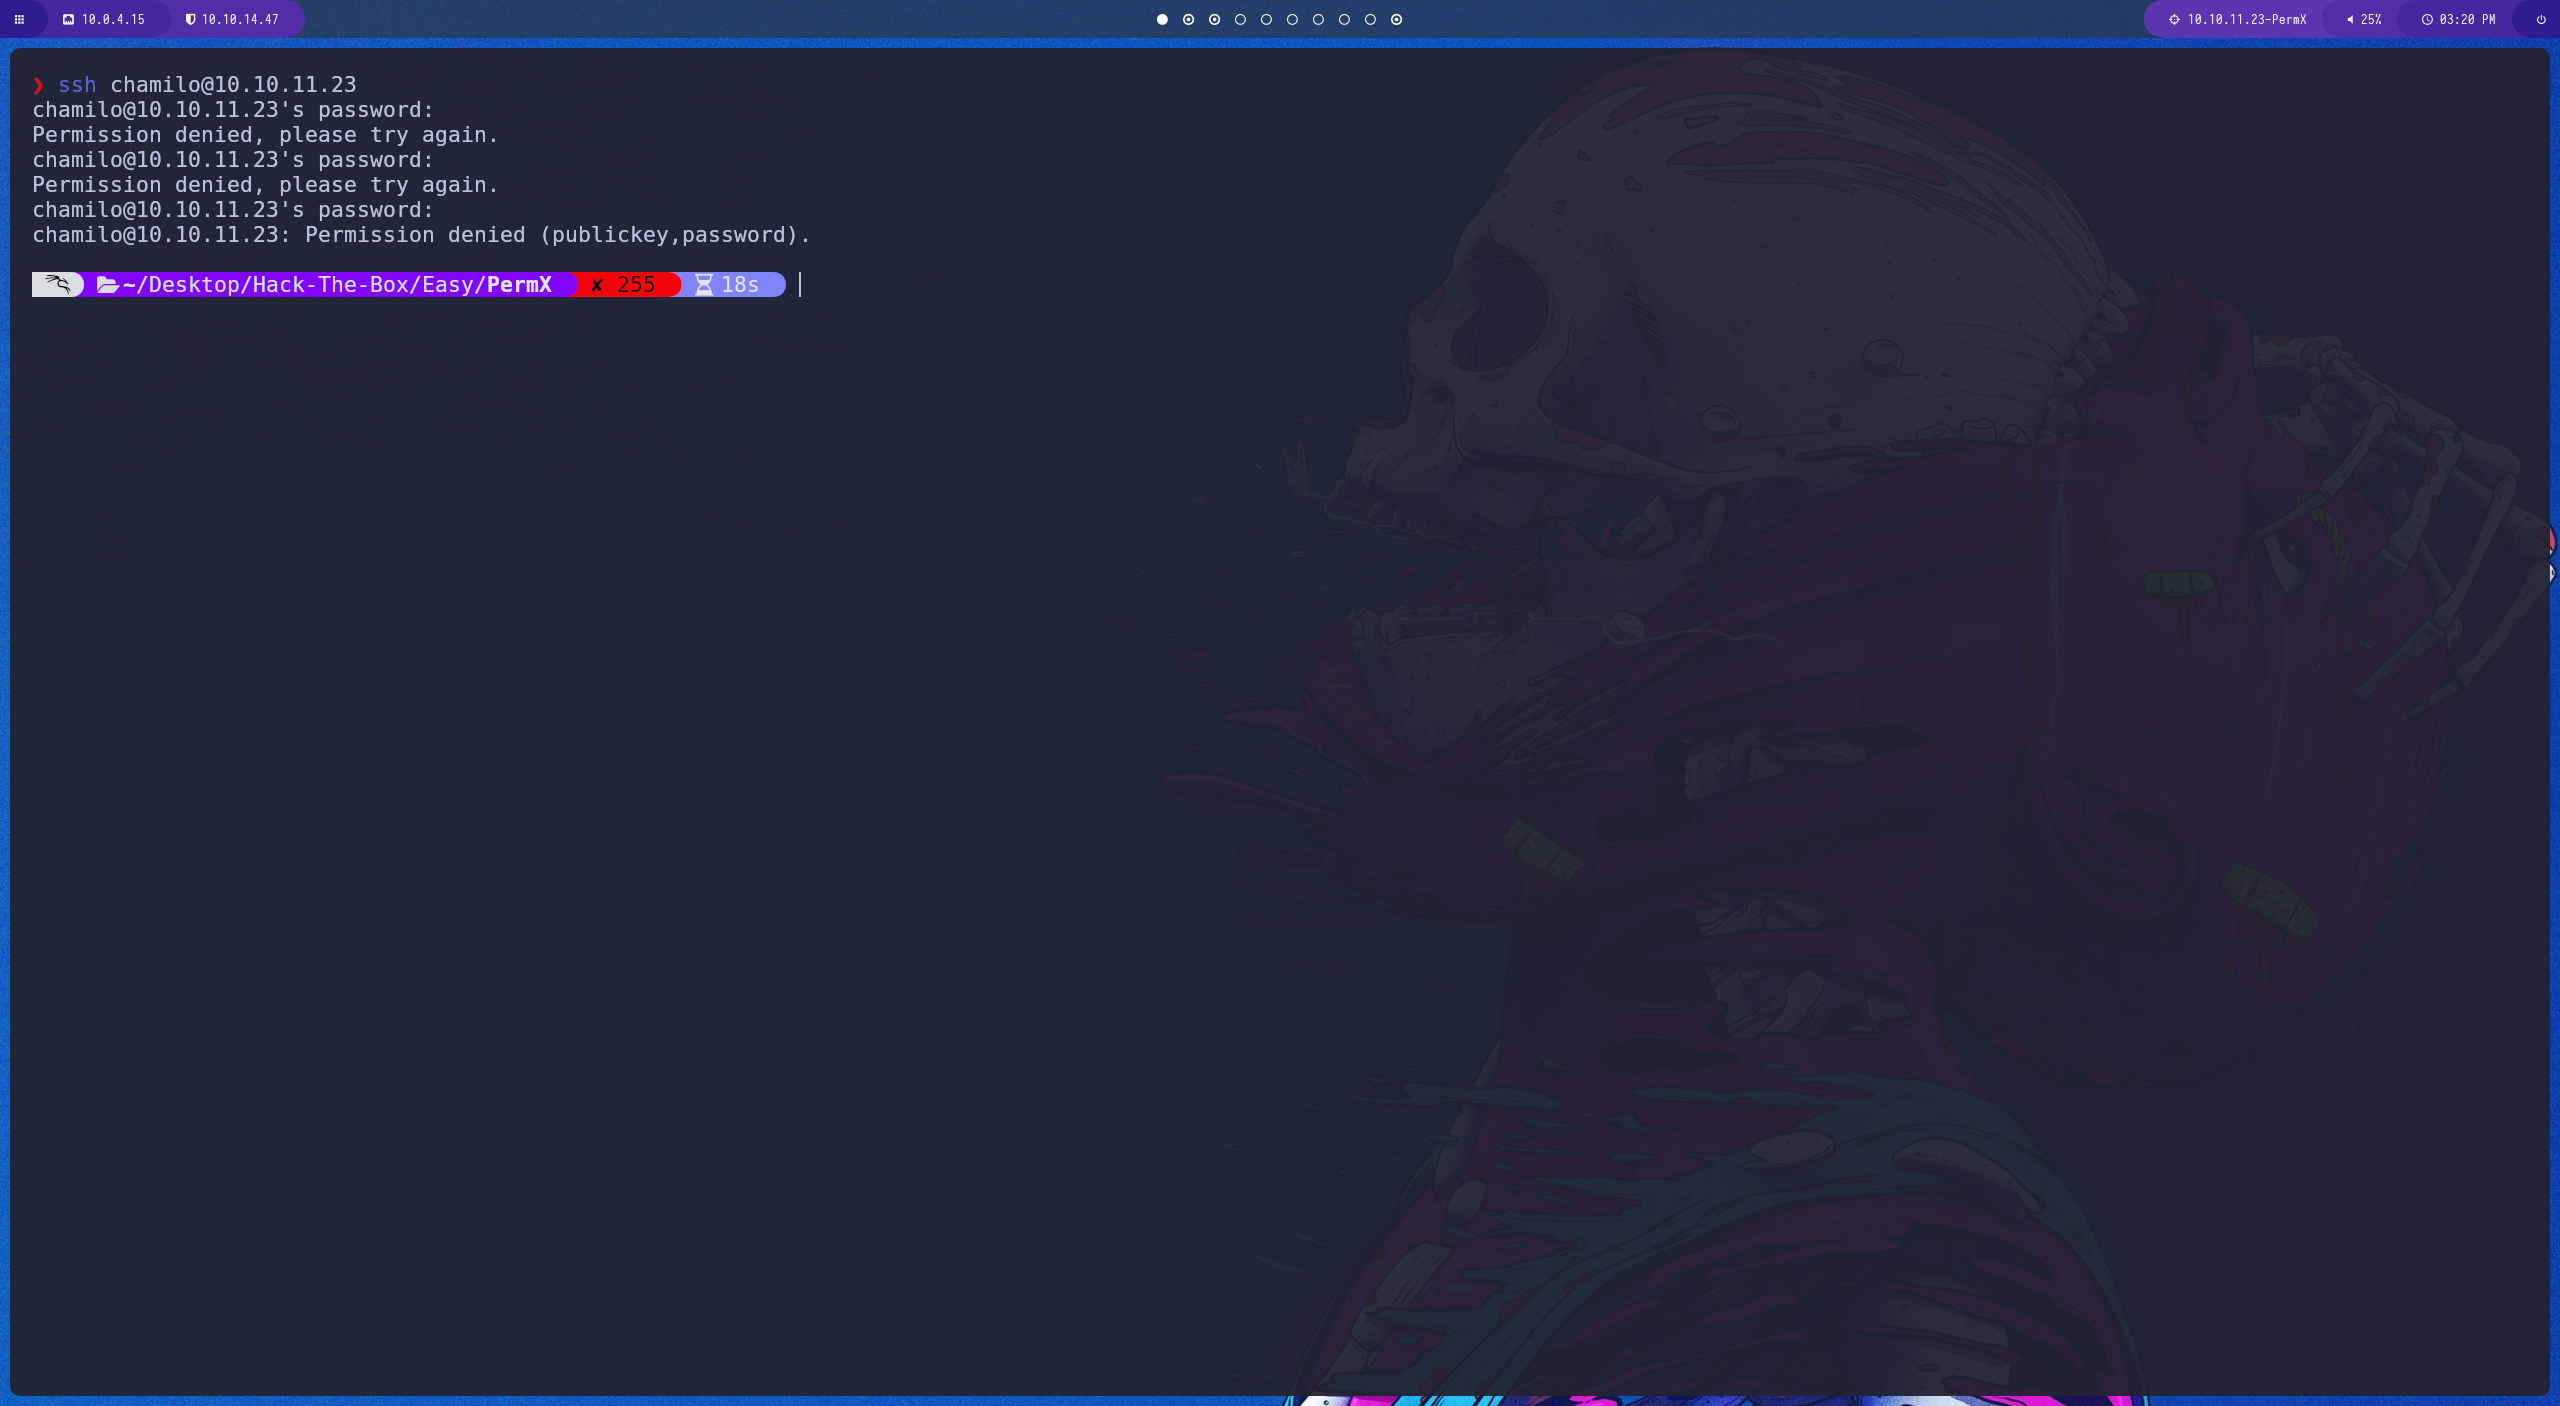 10.0.4.15 10.10.14.47 10.10.11.23-PermX 25% 03:20 PM
❯ ssh chamilo@10.10.11.23
chamilo@10.10.11.23's password:
Permission denied, please try again.
chamilo@10.10.11.23's password:
Permission denied, please try again.
chamilo@10.10.11.23's password:
chamilo@10.10.11.23: Permission denied (publickey,password).
~/Desktop/Hack-The-Box/Easy/PermX ✘ 255 18s